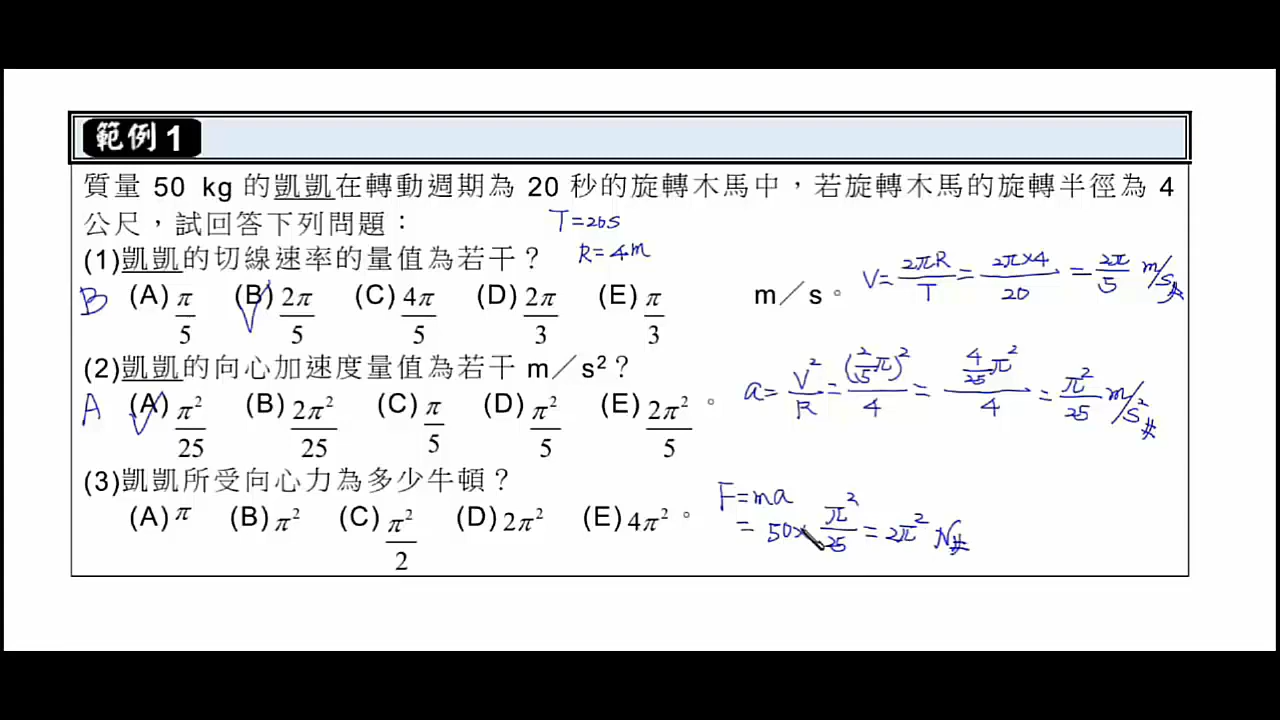 範例 1
質量 50 kg 的凱凱在轉動週期為 20 秒的旋轉木馬中，若旋轉木馬的旋轉半徑為 4
公尺，試回答下列問題：
T=20s
R=4m
(1)凱凱的切線速率的量值為若干？
B (A) π/5 (B) 2π/5 (C) 4π/5 (D) 2π/3 (E) π/3 m／s。
V = 2πR/T = 2π×4/20 = 2π/5 m/s #
(2)凱凱的向心加速度量值為若干 m／s²？
A (A) π²/25 (B) 2π²/25 (C) π/5 (D) π²/5 (E) 2π²/5 。
a = V²/R = (2/5 π)²/4 = 4/25 π²/4 = π²/25 m/s² #
(3)凱凱所受向心力為多少牛頓？
(A) π (B) π² (C) π²/2 (D) 2π² (E) 4π² 。
F=ma
= 50× π²/25 = 2π² N #